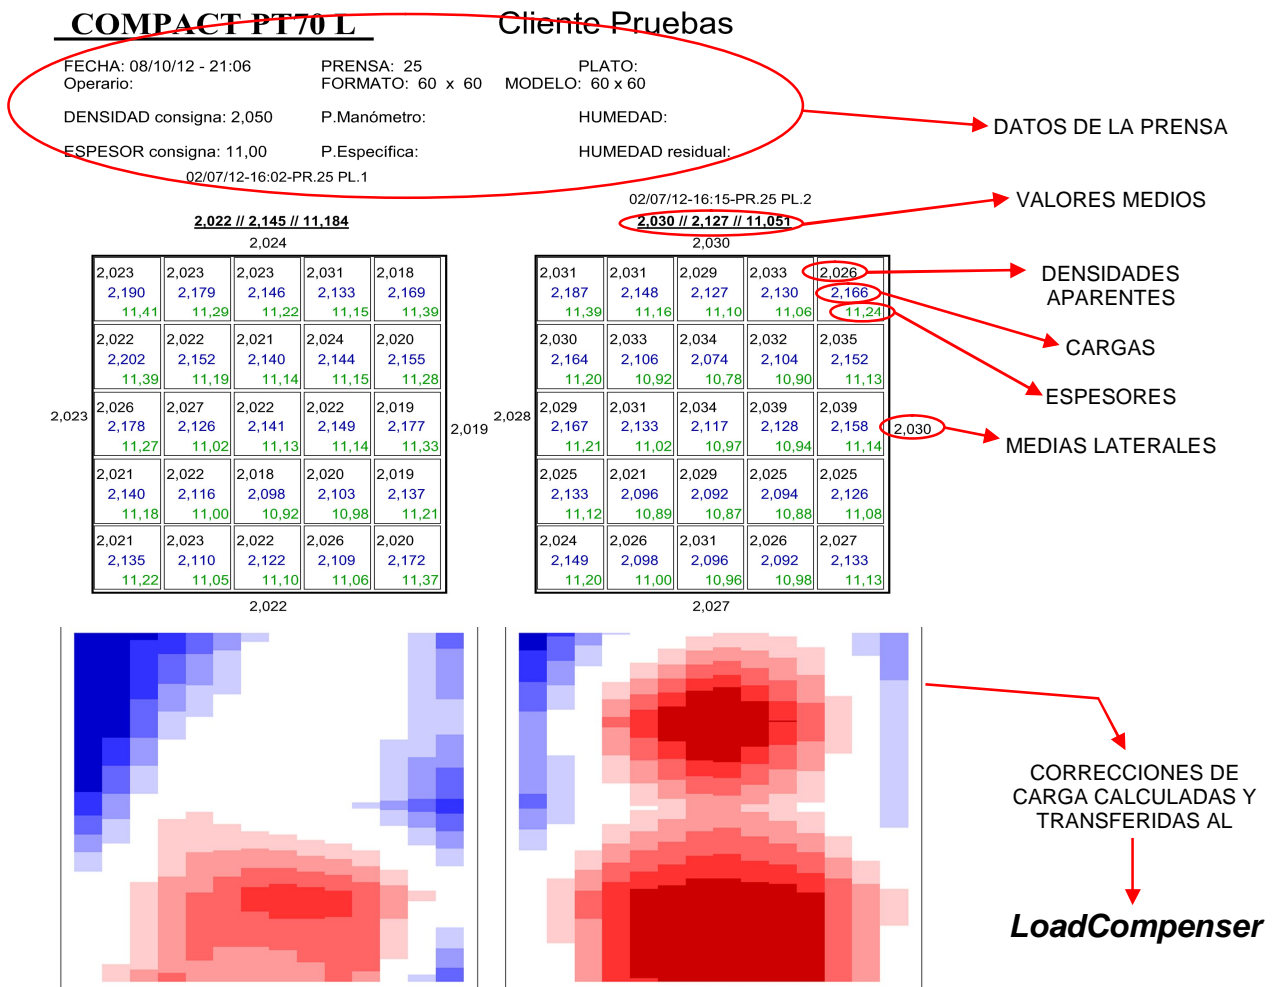 COMPACT PT70 L Cliente Pruebas
FECHA: 08/10/12 - 21:06 PRENSA: 25 PLATO:
Operario: FORMATO: 60 x 60 MODELO: 60 x 60
DENSIDAD consigna: 2,050 P.Manómetro: HUMEDAD:
ESPESOR consigna: 11,00 P.Específica: HUMEDAD residual:
02/07/12-16:02-PR.25 PL.1
2,022 // 2,145 // 11,184
2,024
2,023 2,023 2,023 2,031 2,018
2,190 2,179 2,146 2,133 2,169
11,41 11,29 11,22 11,15 11,39
2,022 2,022 2,021 2,024 2,020
2,202 2,152 2,140 2,144 2,155
11,39 11,19 11,14 11,15 11,28
2,026 2,027 2,022 2,022 2,019
2,023 2,178 2,126 2,141 2,149 2,177 2,019
11,27 11,02 11,13 11,14 11,33
2,021 2,022 2,018 2,020 2,019
2,140 2,116 2,098 2,103 2,137
11,18 11,00 10,92 10,98 11,21
2,021 2,023 2,022 2,026 2,020
2,135 2,110 2,122 2,109 2,172
11,22 11,05 11,10 11,06 11,37
2,022
02/07/12-16:15-PR.25 PL.2
2,030 // 2,127 // 11,051
2,030
2,031 2,031 2,029 2,033 2,026
2,187 2,148 2,127 2,130 2,166
11,39 11,16 11,10 11,06 11,24
2,030 2,033 2,034 2,032 2,035
2,164 2,106 2,074 2,104 2,152
11,20 10,92 10,78 10,90 11,13
2,029 2,031 2,034 2,039 2,039
2,028 2,167 2,133 2,117 2,128 2,158 2,030
11,21 11,02 10,97 10,94 11,14
2,025 2,021 2,029 2,025 2,025
2,133 2,096 2,092 2,094 2,126
11,12 10,89 10,87 10,88 11,08
2,024 2,026 2,031 2,026 2,027
2,149 2,098 2,096 2,092 2,133
11,20 11,00 10,96 10,98 11,13
2,027
DATOS DE LA PRENSA
VALORES MEDIOS
DENSIDADES
APARENTES
CARGAS
ESPESORES
MEDIAS LATERALES
CORRECCIONES DE
CARGA CALCULADAS Y
TRANSFERIDAS AL
LoadCompenser